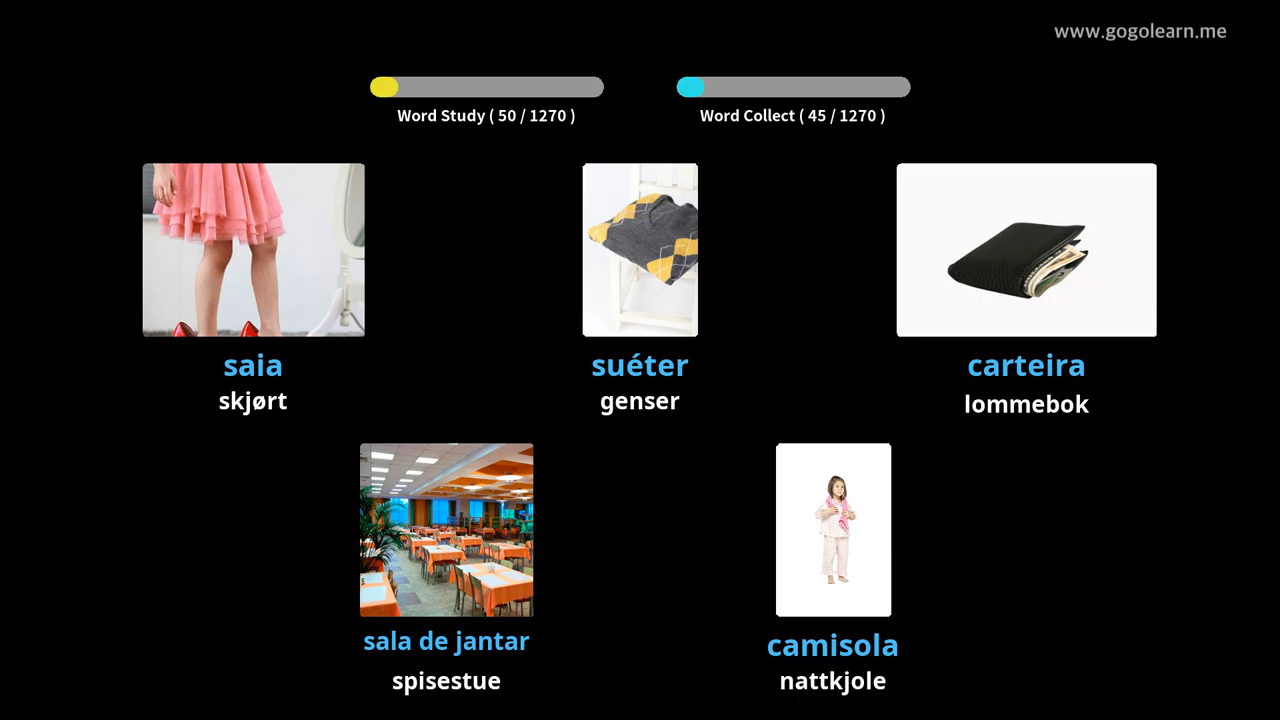 www.gogolearn.me
Word Study ( 50 / 1270 )
Word Collect ( 45 / 1270 )
saia
skjørt
suéter
genser
carteira
lommebok
sala de jantar
spisestue
camisola
nattkjole